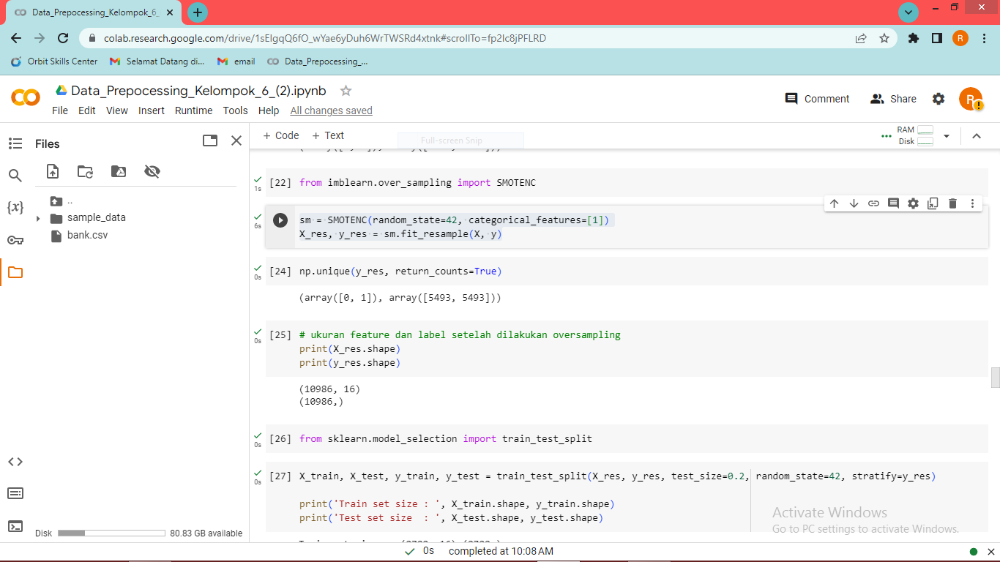 Data_Prepocessing_Kelompok_6_
colab.research.google.com/drive/1sElgqQ6fO_wYae6yDuh6WrTWSRd4xtnk#scrollTo=fp2Ic8jPFLRD
R
Orbit Skills Center
Selamat Datang di...
email
Data_Prepocessing_...
Data_Prepocessing_Kelompok_6_(2).ipynb
Comment
Share
R
File Edit View Insert Runtime Tools Help All changes saved
Files
+ Code + Text
Full-screen Snip
RAM
Disk
..
sample_data
bank.csv
{x}
1s
[22] from imblearn.over_sampling import SMOTENC
6s
sm = SMOTENC(random_state=42, categorical_features=[1])
X_res, y_res = sm.fit_resample(X, y)
0s
[24] np.unique(y_res, return_counts=True)
(array([0, 1]), array([5493, 5493]))
0s
[25] # ukuran feature dan label setelah dilakukan oversampling
print(X_res.shape)
print(y_res.shape)
(10986, 16)
(10986,)
0s
[26] from sklearn.model_selection import train_test_split
0s
[27] X_train, X_test, y_train, y_test = train_test_split(X_res, y_res, test_size=0.2, random_state=42, stratify=y_res)
print('Train set size : ', X_train.shape, y_train.shape)
print('Test set size  : ', X_test.shape, y_test.shape)
Activate Windows
Go to PC settings to activate Windows.
Disk 80.83 GB available
0s completed at 10:08 AM